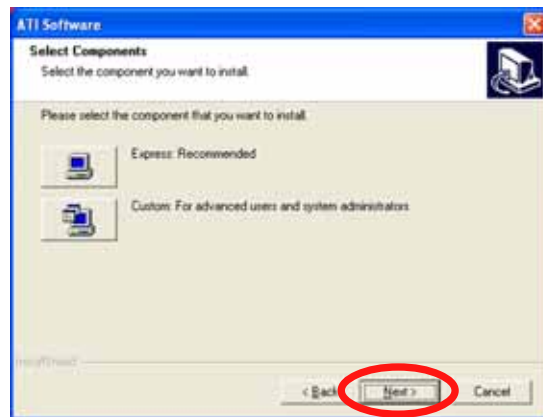 ATI Software
Select Components
Select the component you want to install.
Please select the component that you want to install.
Express: Recommended
Custom: For advanced users and system administrators
InstallShield
< Back
Next >
Cancel